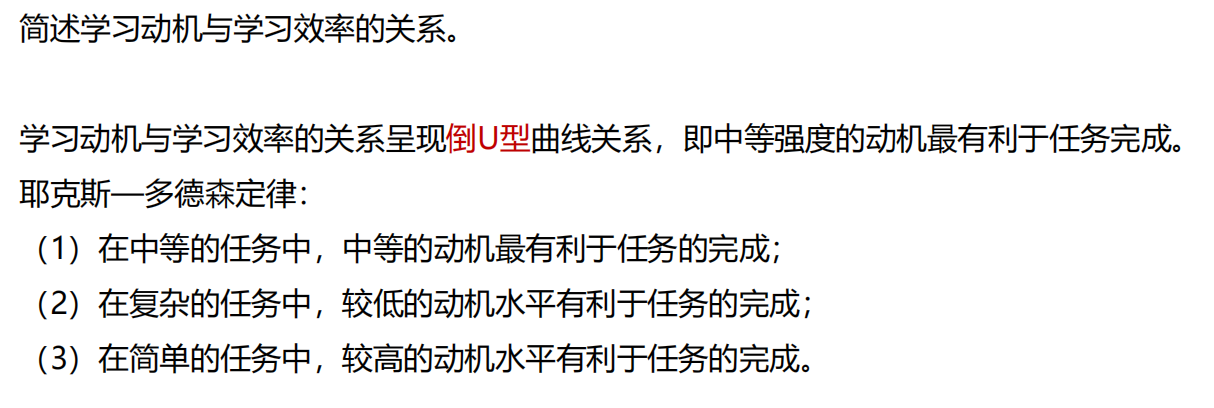 简述学习动机与学习效率的关系。
学习动机与学习效率的关系呈现倒U型曲线关系，即中等强度的动机最有利于任务完成。
耶克斯—多德森定律：
（1）在中等的任务中，中等的动机最有利于任务的完成；
（2）在复杂的任务中，较低的动机水平有利于任务的完成；
（3）在简单的任务中，较高的动机水平有利于任务的完成。